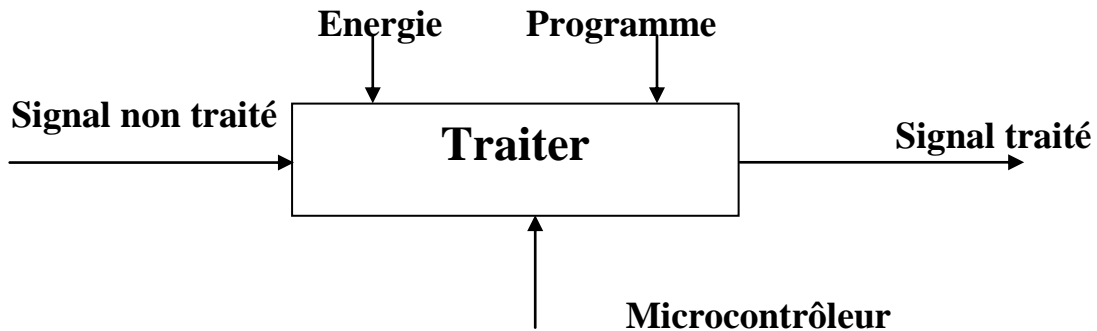 Energie Programme
Signal non traité
Traiter
Signal traité
Microcontrôleur